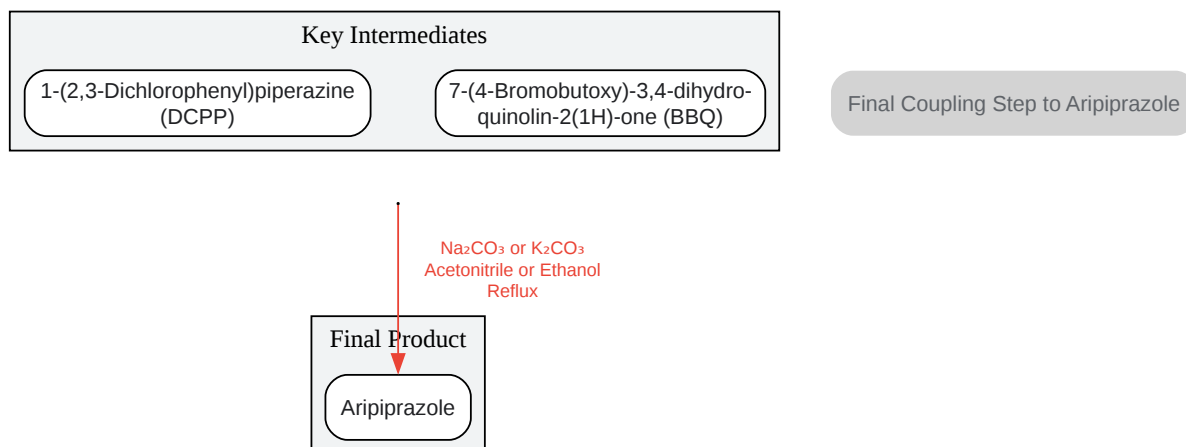 Key Intermediates
1-(2,3-Dichlorophenyl)piperazine
(DCPP)
7-(4-Bromobutoxy)-3,4-dihydro-
quinolin-2(1H)-one (BBQ)
Final Coupling Step to Aripiprazole
Na₂CO₃ or K₂CO₃
Acetonitrile or Ethanol
Reflux
Final Product
Aripiprazole